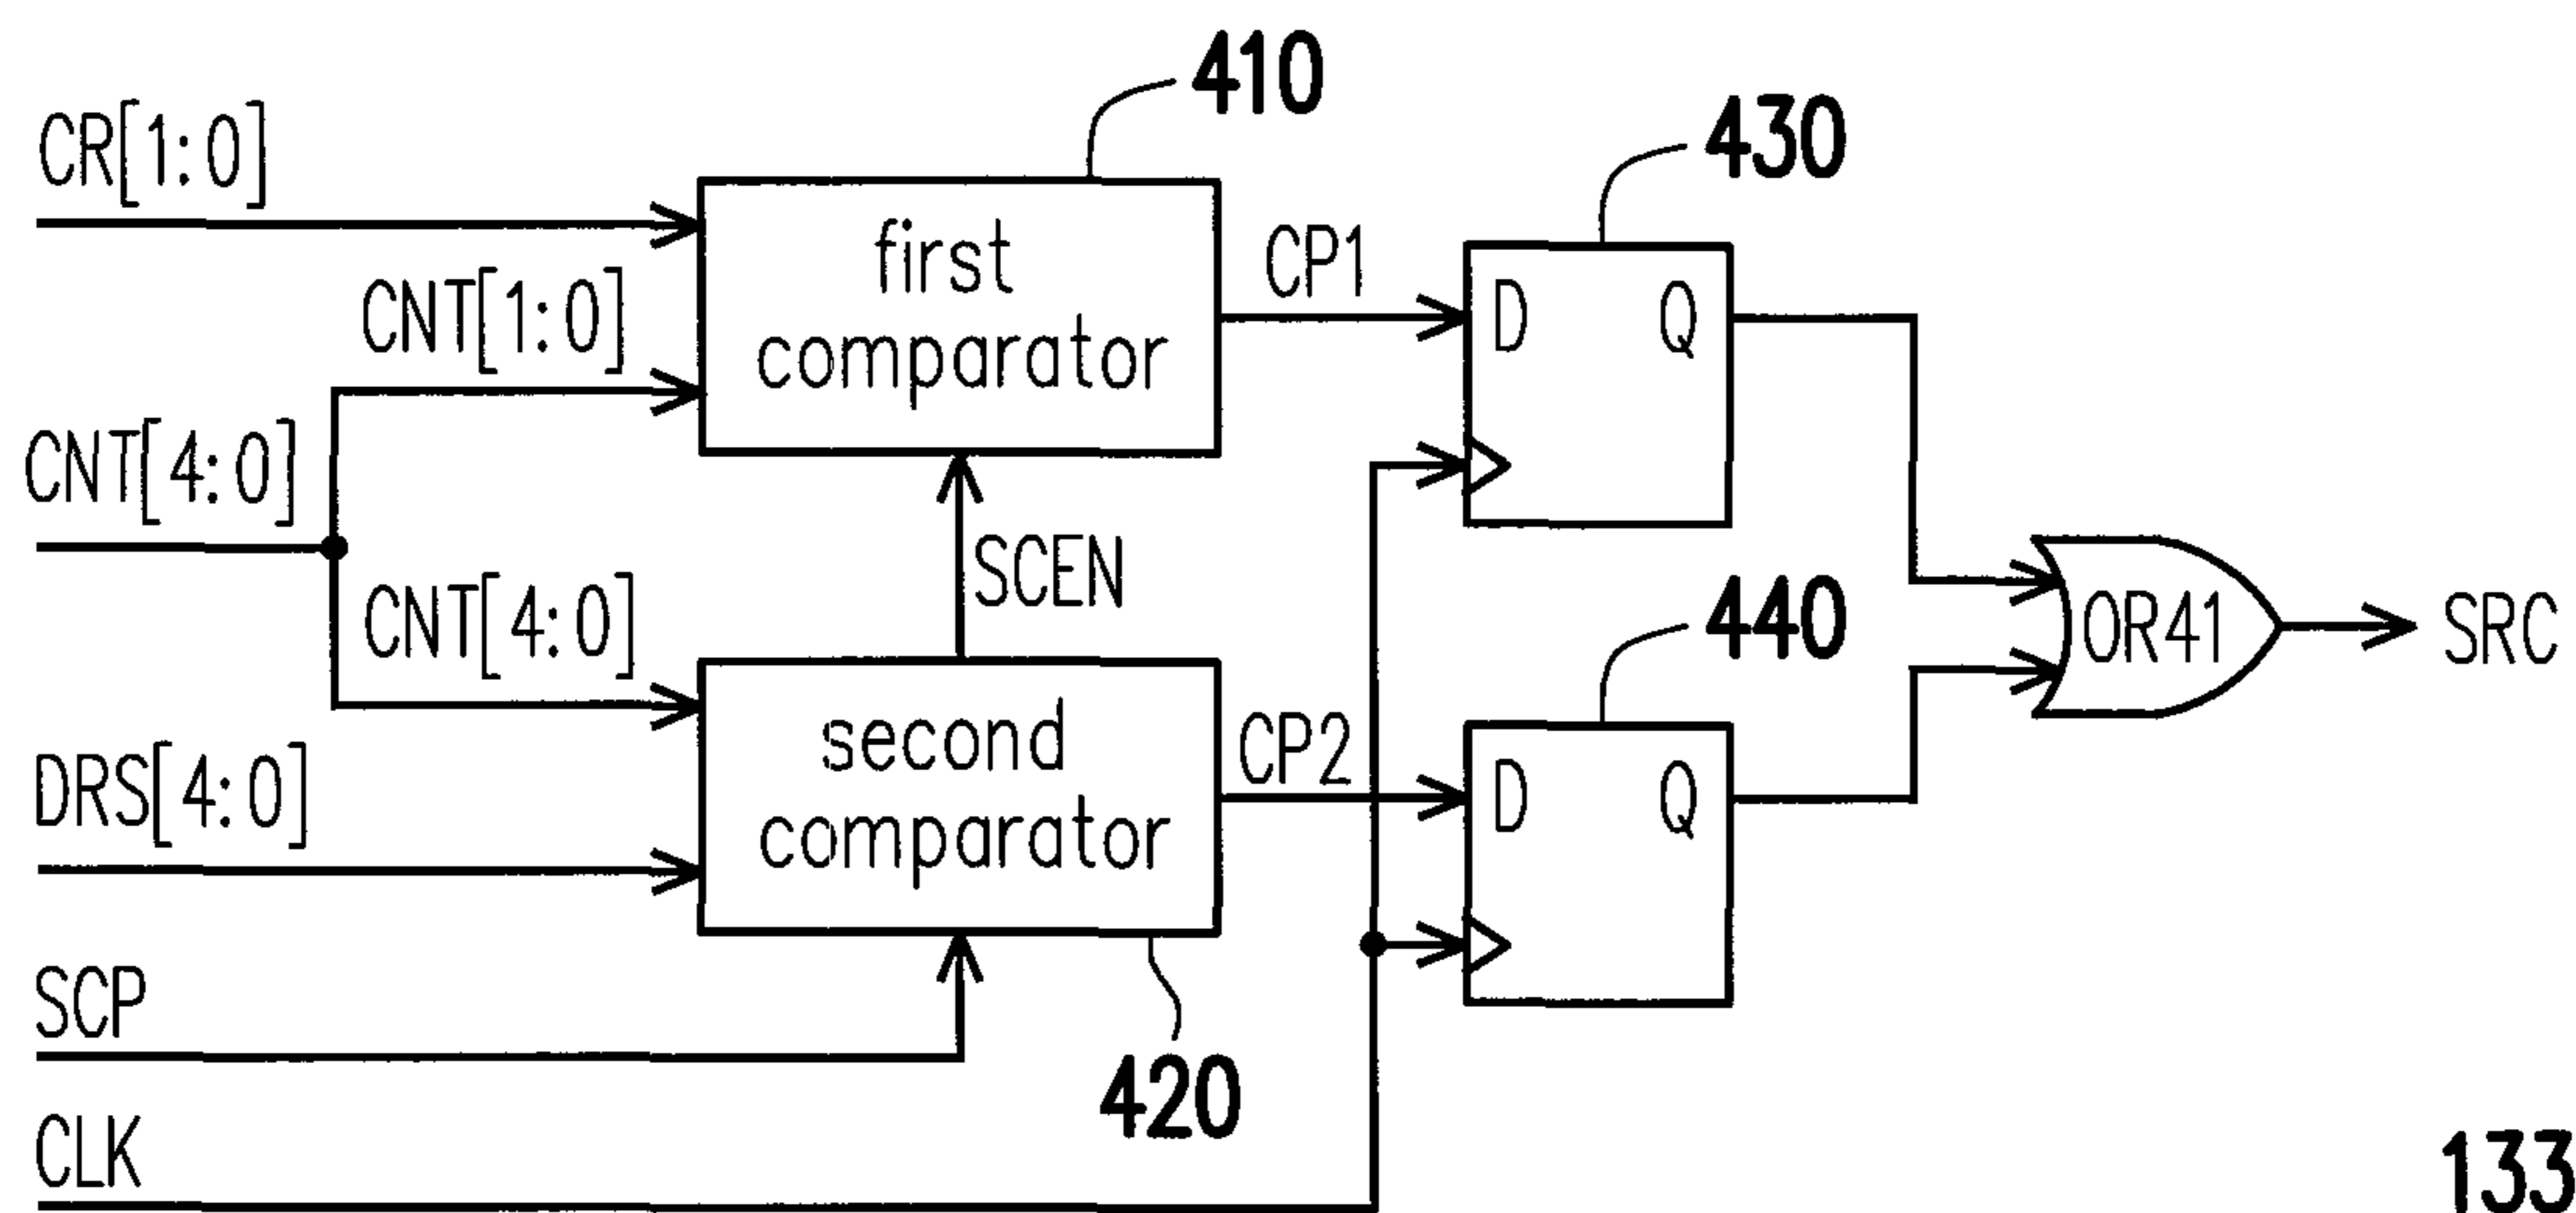 410
CR[1:0]
430
first
comparator
CP1
CNT[1:0]
D Q
CNT[4:0]
SCEN
CNT[4:0]
440
OR41
SRC
second
comparator
CP2
DRS[4:0]
D Q
SCP
420
CLK
133